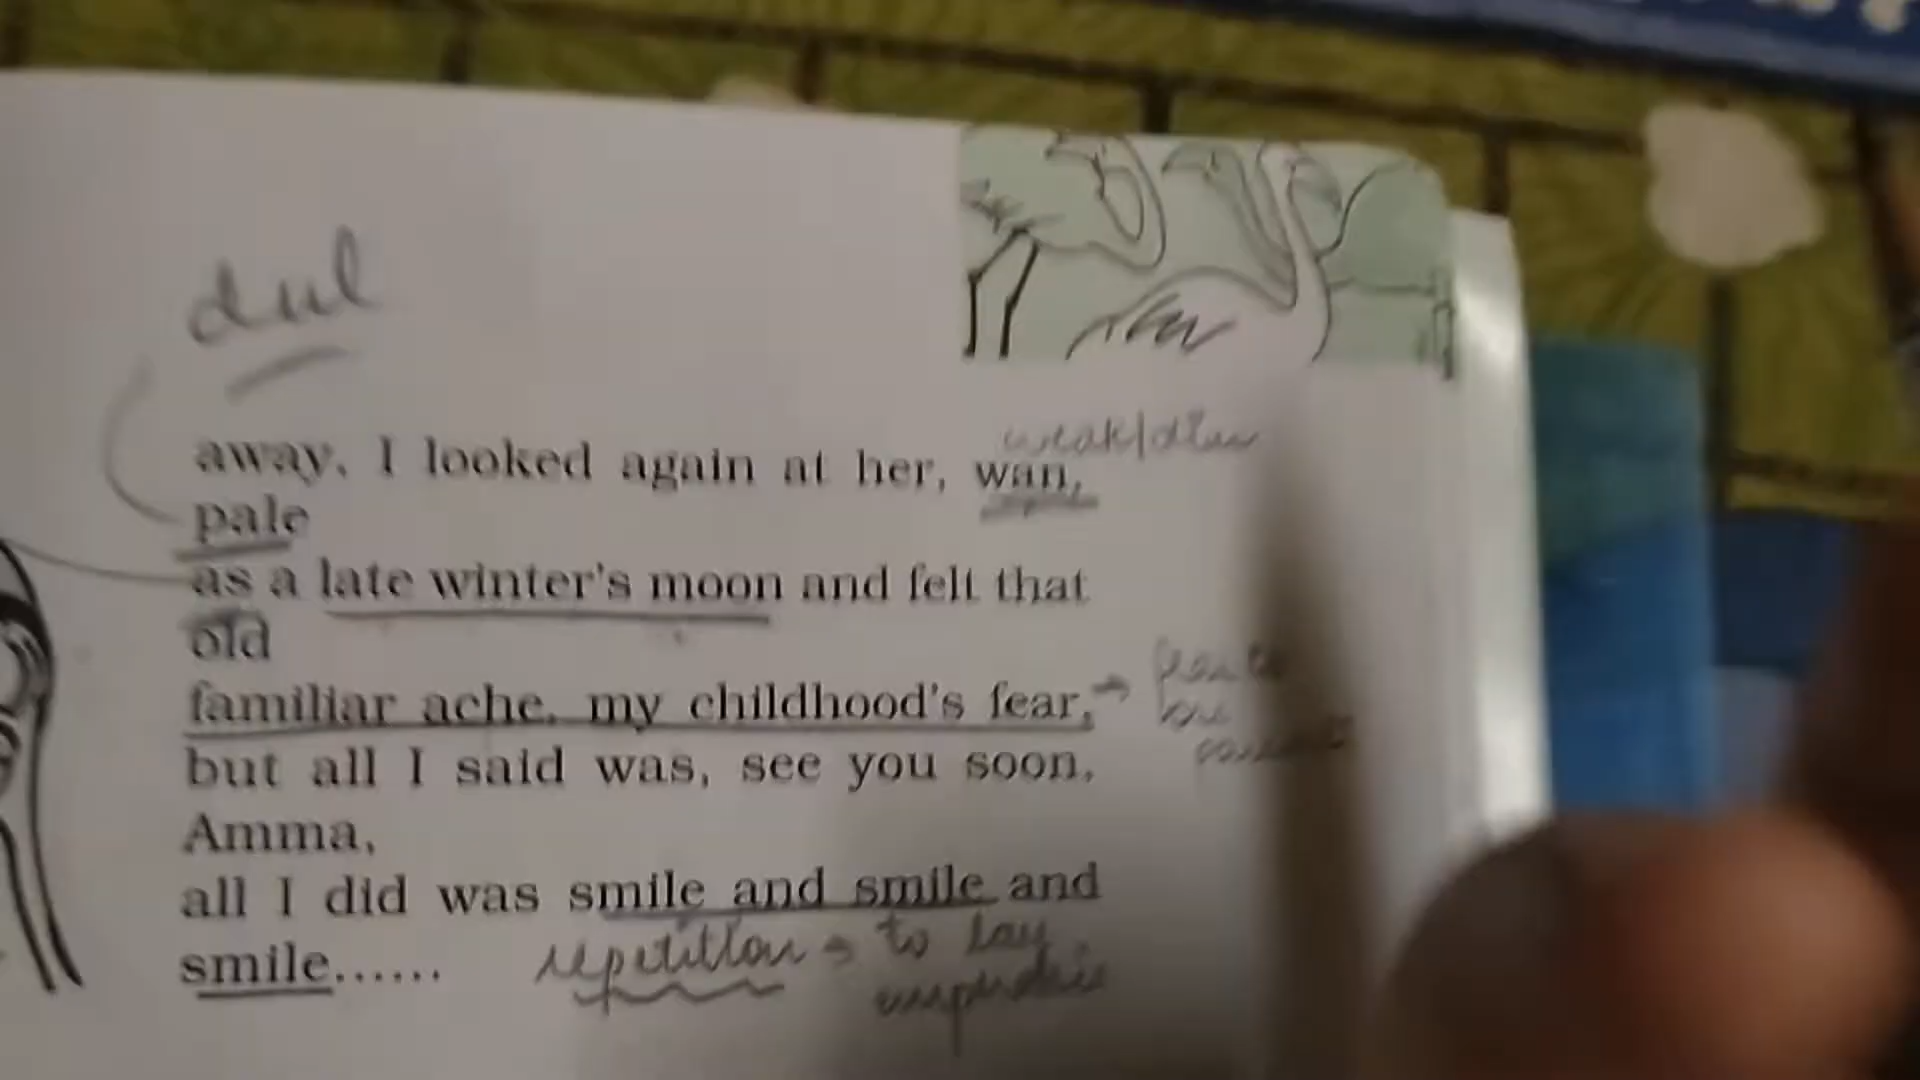 dul
weak/dim
away, I looked again at her, wan,
pale
as a late winter's moon and felt that
old
familiar ache, my childhood's fear,
but all I said was, see you soon,
Amma,
all I did was smile and smile and
smile......
repetition → to lay
emphasis